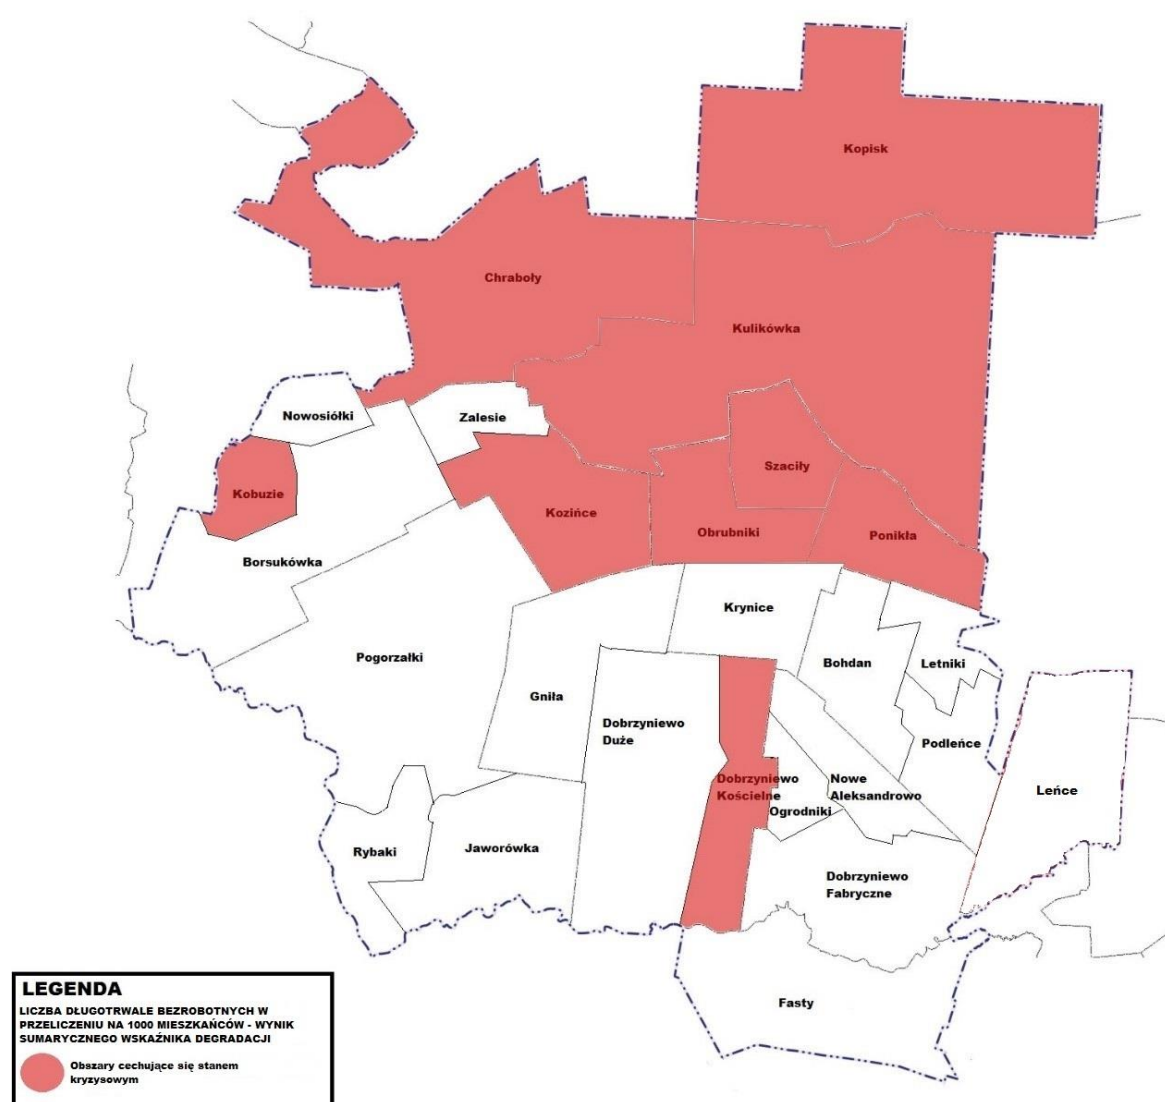 Kopisk
Chraboły
Kulikówka
Nowosiółki
Zalesie
Szaciły
Kobuzie
Kozińce
Obrubniki
Ponikła
Borsukówka
Krynice
Pogorzałki
Bohdan
Letniki
Gniła
Dobrzyniewo
Duże
Podleńce
Dobrzyniewo
Kościelne
Nowe
Aleksandrowo
Ogrodniki
Leńce
Rybaki
Jaworówka
Dobrzyniewo
Fabryczne
Fasty
LEGENDA
LICZBA DŁUGOTRWALE BEZROBOTNYCH W
PRZELICZENIU NA 1000 MIESZKAŃCÓW - WYNIK
SUMARYCZNEGO WSKAŹNIKA DEGRADACJI
Obszary cechujące się stanem
kryzysowym